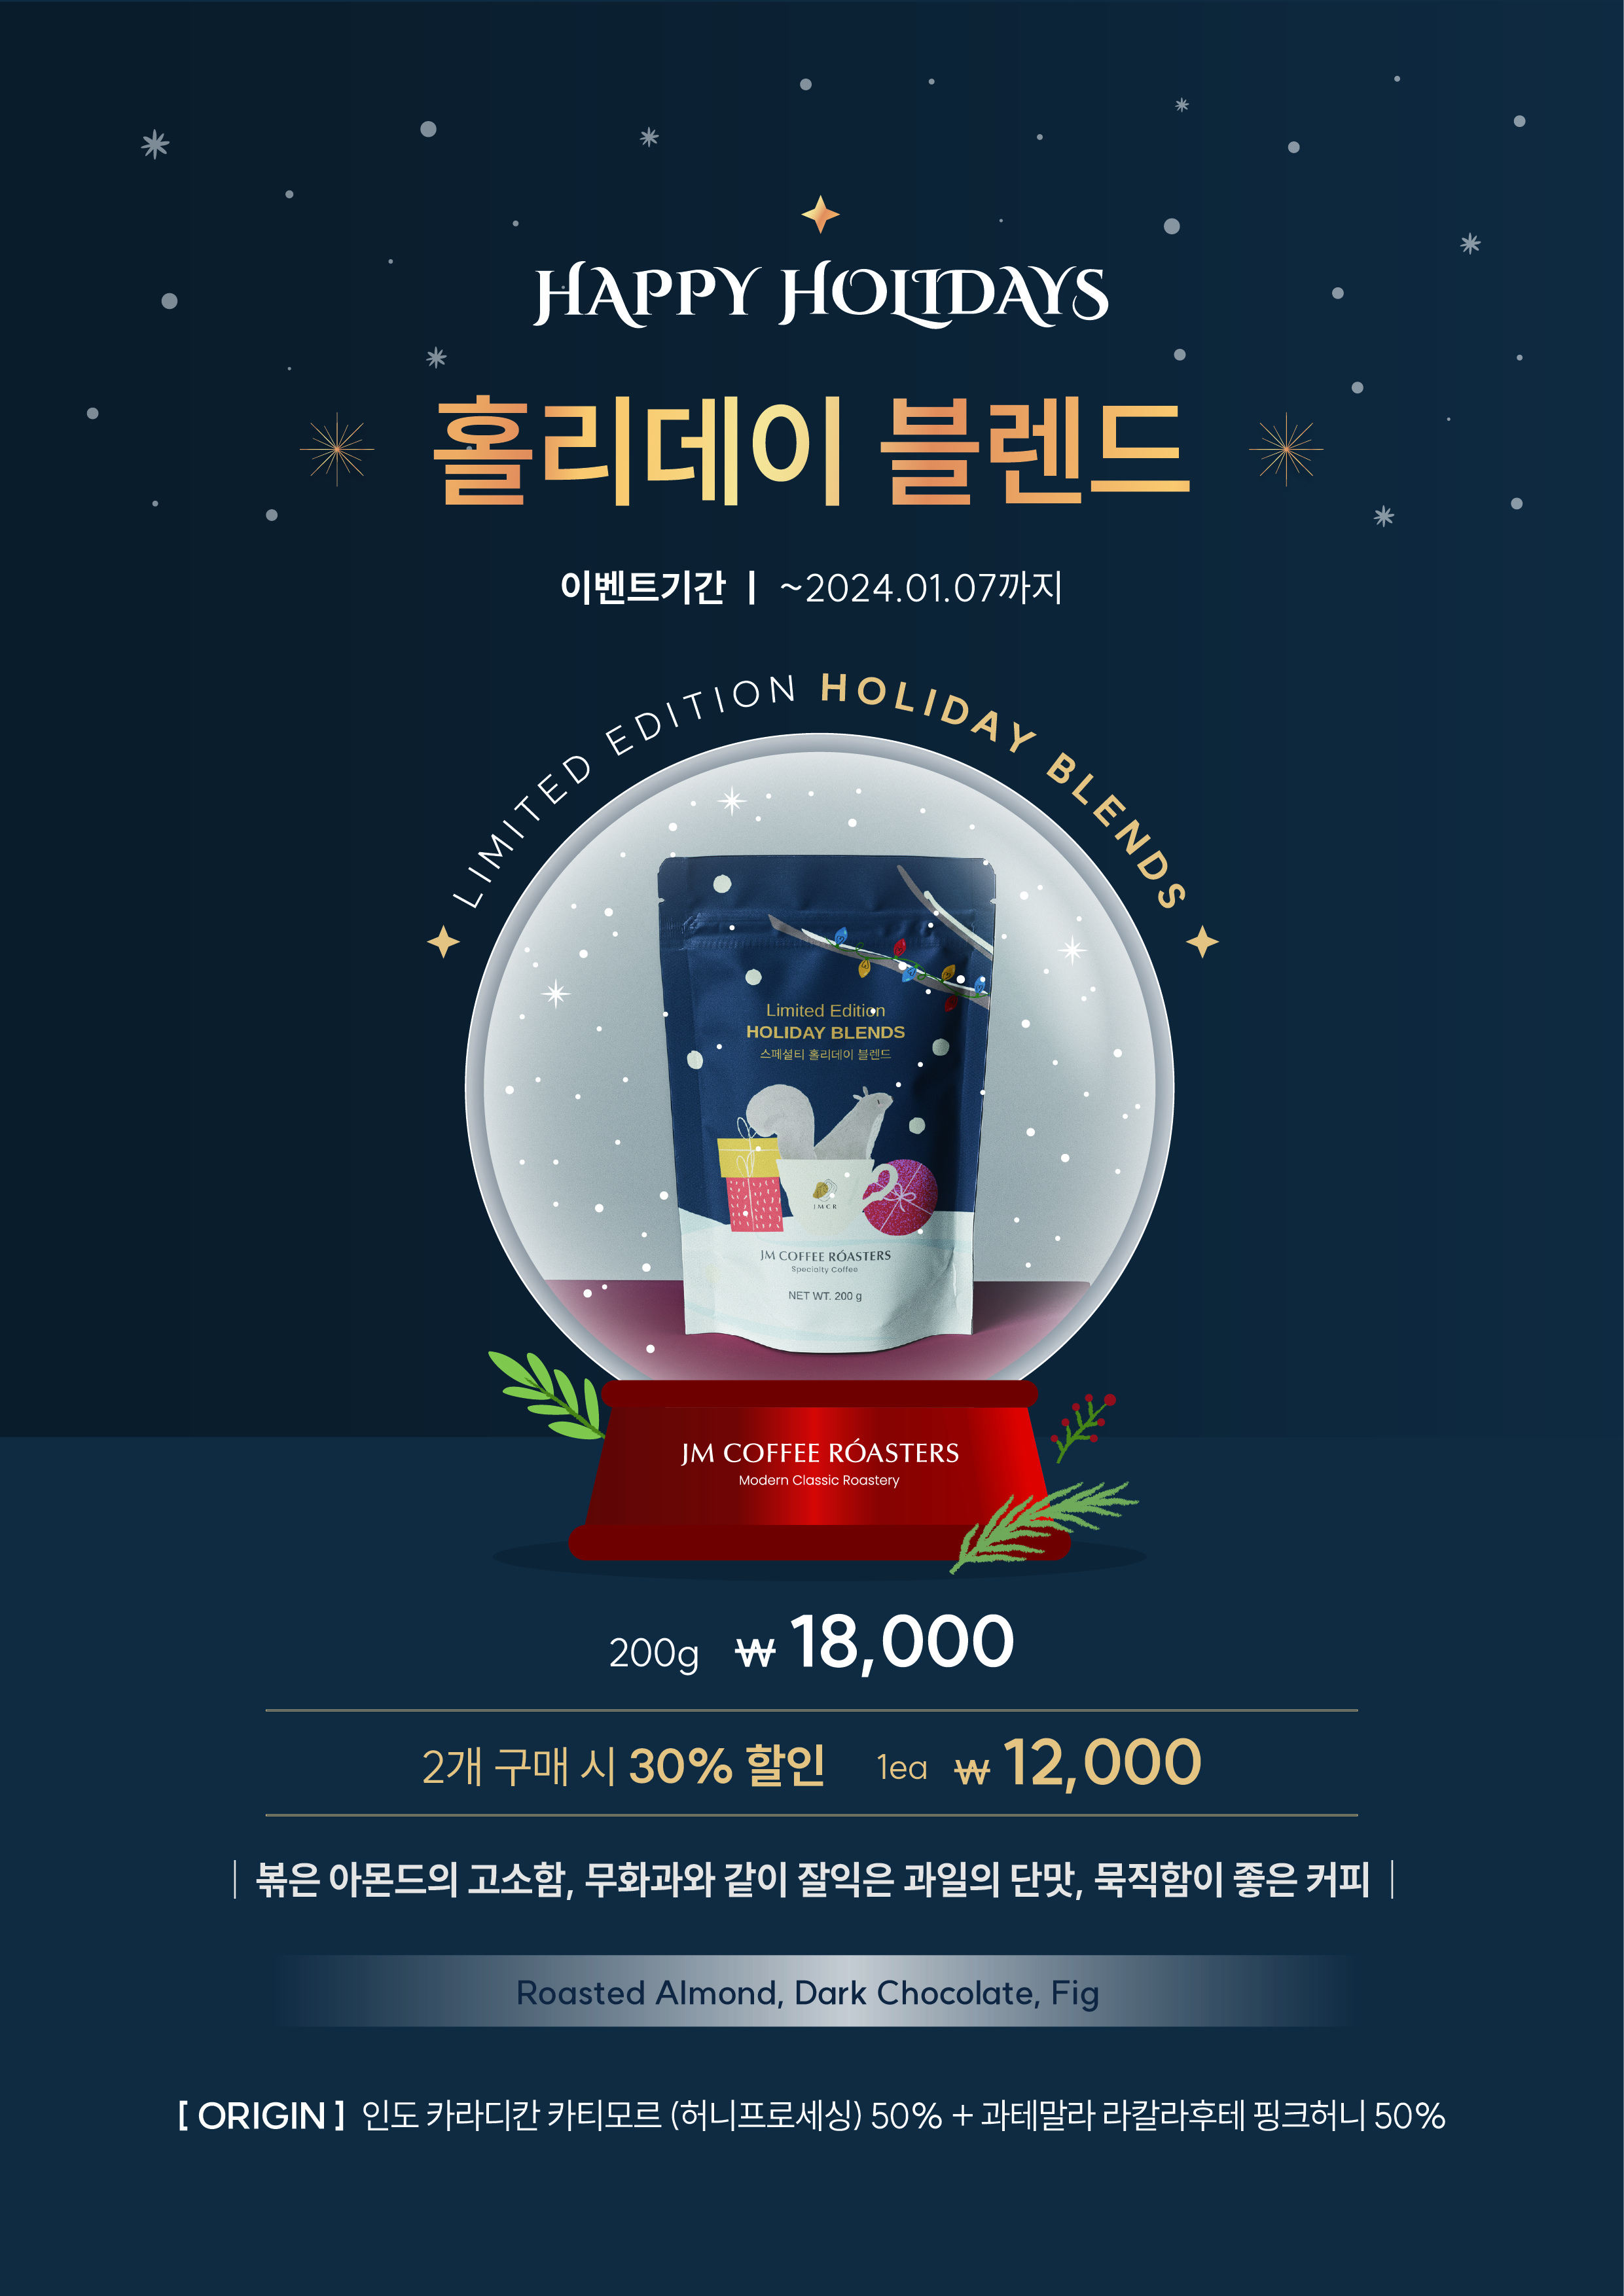 HAPPY HOLIDAYS
홀리데이 블렌드
이벤트기간 | ~2024.01.07까지
LIMITED EDITION HOLIDAY BLENDS
Limited Edition
HOLIDAY BLENDS
스페셜티 홀리데이 블렌드
JMCR
JM COFFEE RÓASTERS
Specialty Coffee
NET WT. 200 g
JM COFFEE RÓASTERS
Modern Classic Roastery
200g ₩ 18,000
2개 구매 시 30% 할인 1ea ₩ 12,000
| 볶은 아몬드의 고소함, 무화과와 같이 잘익은 과일의 단맛, 묵직함이 좋은 커피 |
Roasted Almond, Dark Chocolate, Fig
[ ORIGIN ] 인도 카라디칸 카티모르 (허니프로세싱) 50% + 과테말라 라칼라후테 핑크허니 50%